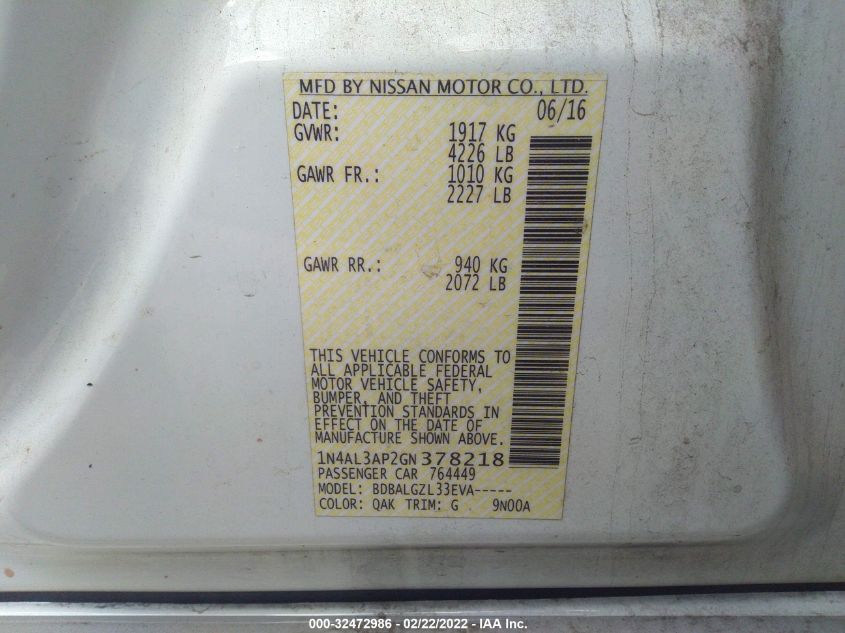 MFD BY NISSAN MOTOR CO., LTD.
DATE: 06/16
GVWR: 1917 KG
4226 LB
GAWR FR.: 1010 KG
2227 LB
GAWR RR.: 940 KG
2072 LB
THIS VEHICLE CONFORMS TO
ALL APPLICABLE FEDERAL
MOTOR VEHICLE SAFETY,
BUMPER, AND THEFT
PREVENTION STANDARDS IN
EFFECT ON THE DATE OF
MANUFACTURE SHOWN ABOVE.
1N4AL3AP2GN378218
PASSENGER CAR 764449
MODEL: BDBALGZL33EVA-----
COLOR: QAK TRIM: G 9N00A
000-32472986 - 02/22/2022 - IAA Inc.